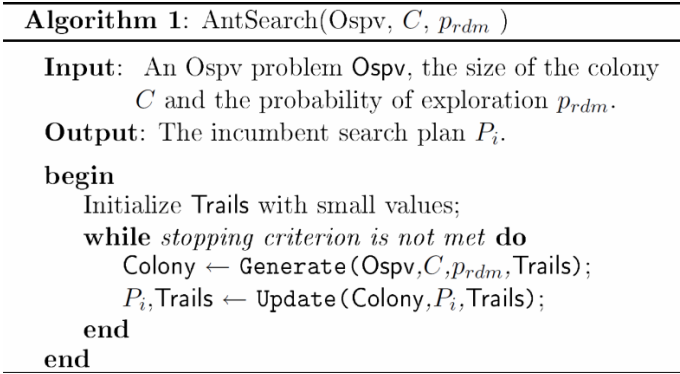 Algorithm 1: AntSearch(Ospv, C, p_rdm )
Input: An Ospv problem Ospv, the size of the colony
C and the probability of exploration p_rdm.
Output: The incumbent search plan P_i.
begin
Initialize Trails with small values;
while stopping criterion is not met do
Colony ← Generate(Ospv,C,p_rdm,Trails);
P_i,Trails ← Update(Colony,P_i,Trails);
end
end